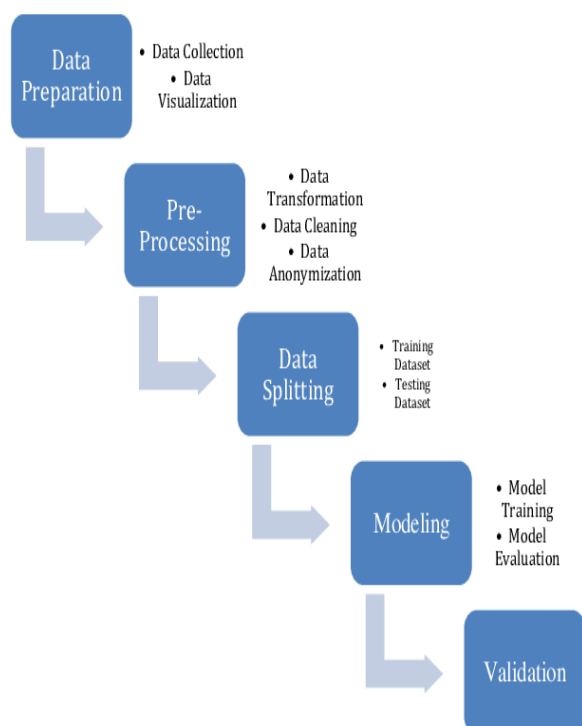 Data
Preparation
• Data Collection
• Data
Visualization
Pre-
Processing
• Data
Transformation
• Data Cleaning
• Data
Anonymization
Data
Splitting
• Training
Dataset
• Testing
Dataset
Modeling
• Model
Training
• Model
Evaluation
Validation